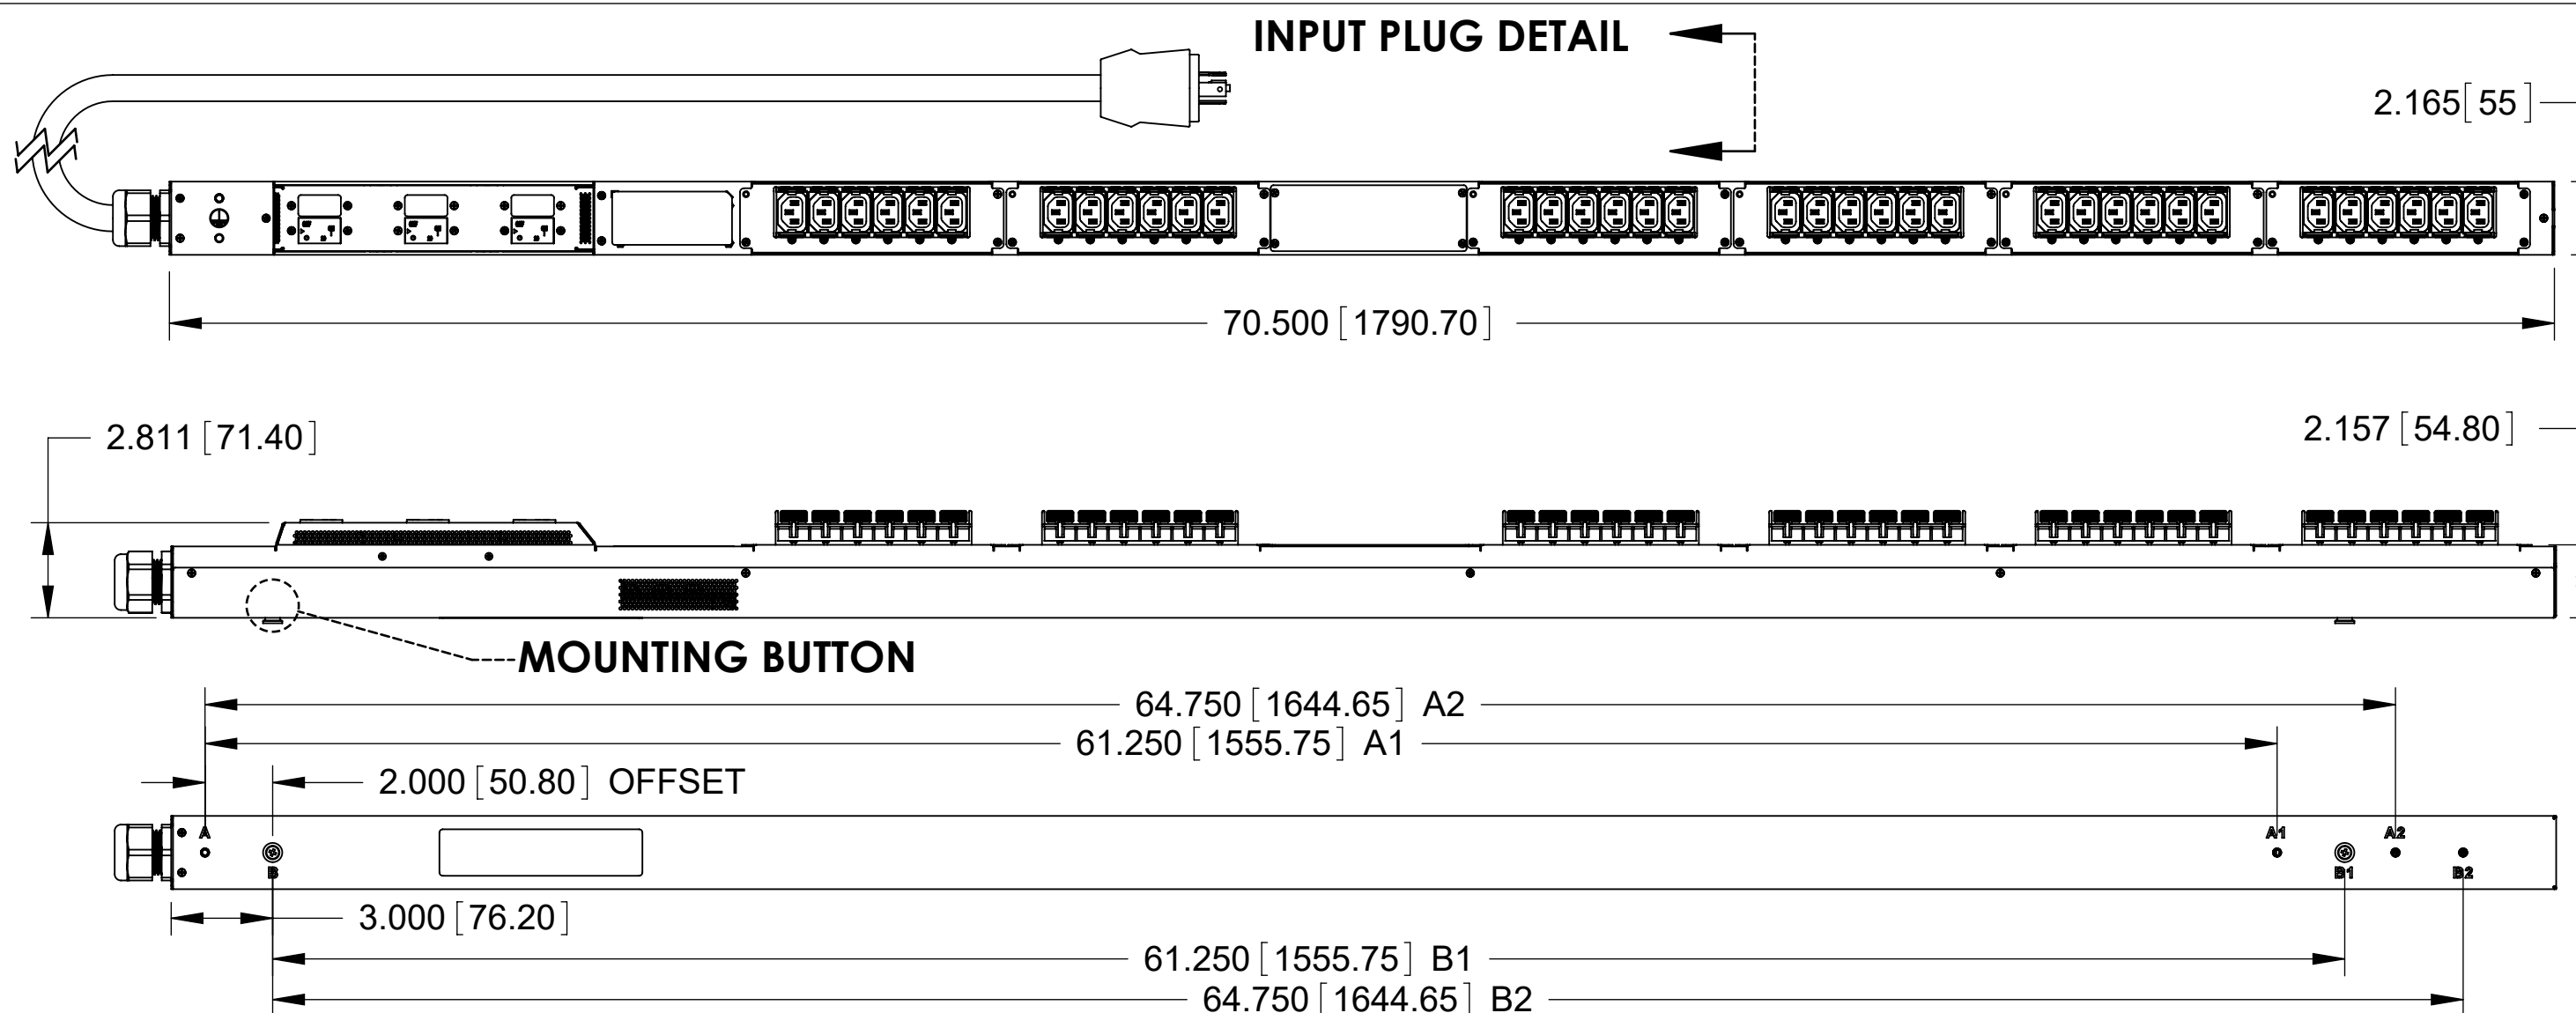 INPUT PLUG DETAIL
2.165[55]
70.500[1790.70]
2.811[71.40]
2.157[54.80]
MOUNTING BUTTON
64.750[1644.65] A2
61.250[1555.75] A1
2.000[50.80] OFFSET
A
A1
A2
B
B1
B2
3.000[76.20]
61.250[1555.75] B1
64.750[1644.65] B2